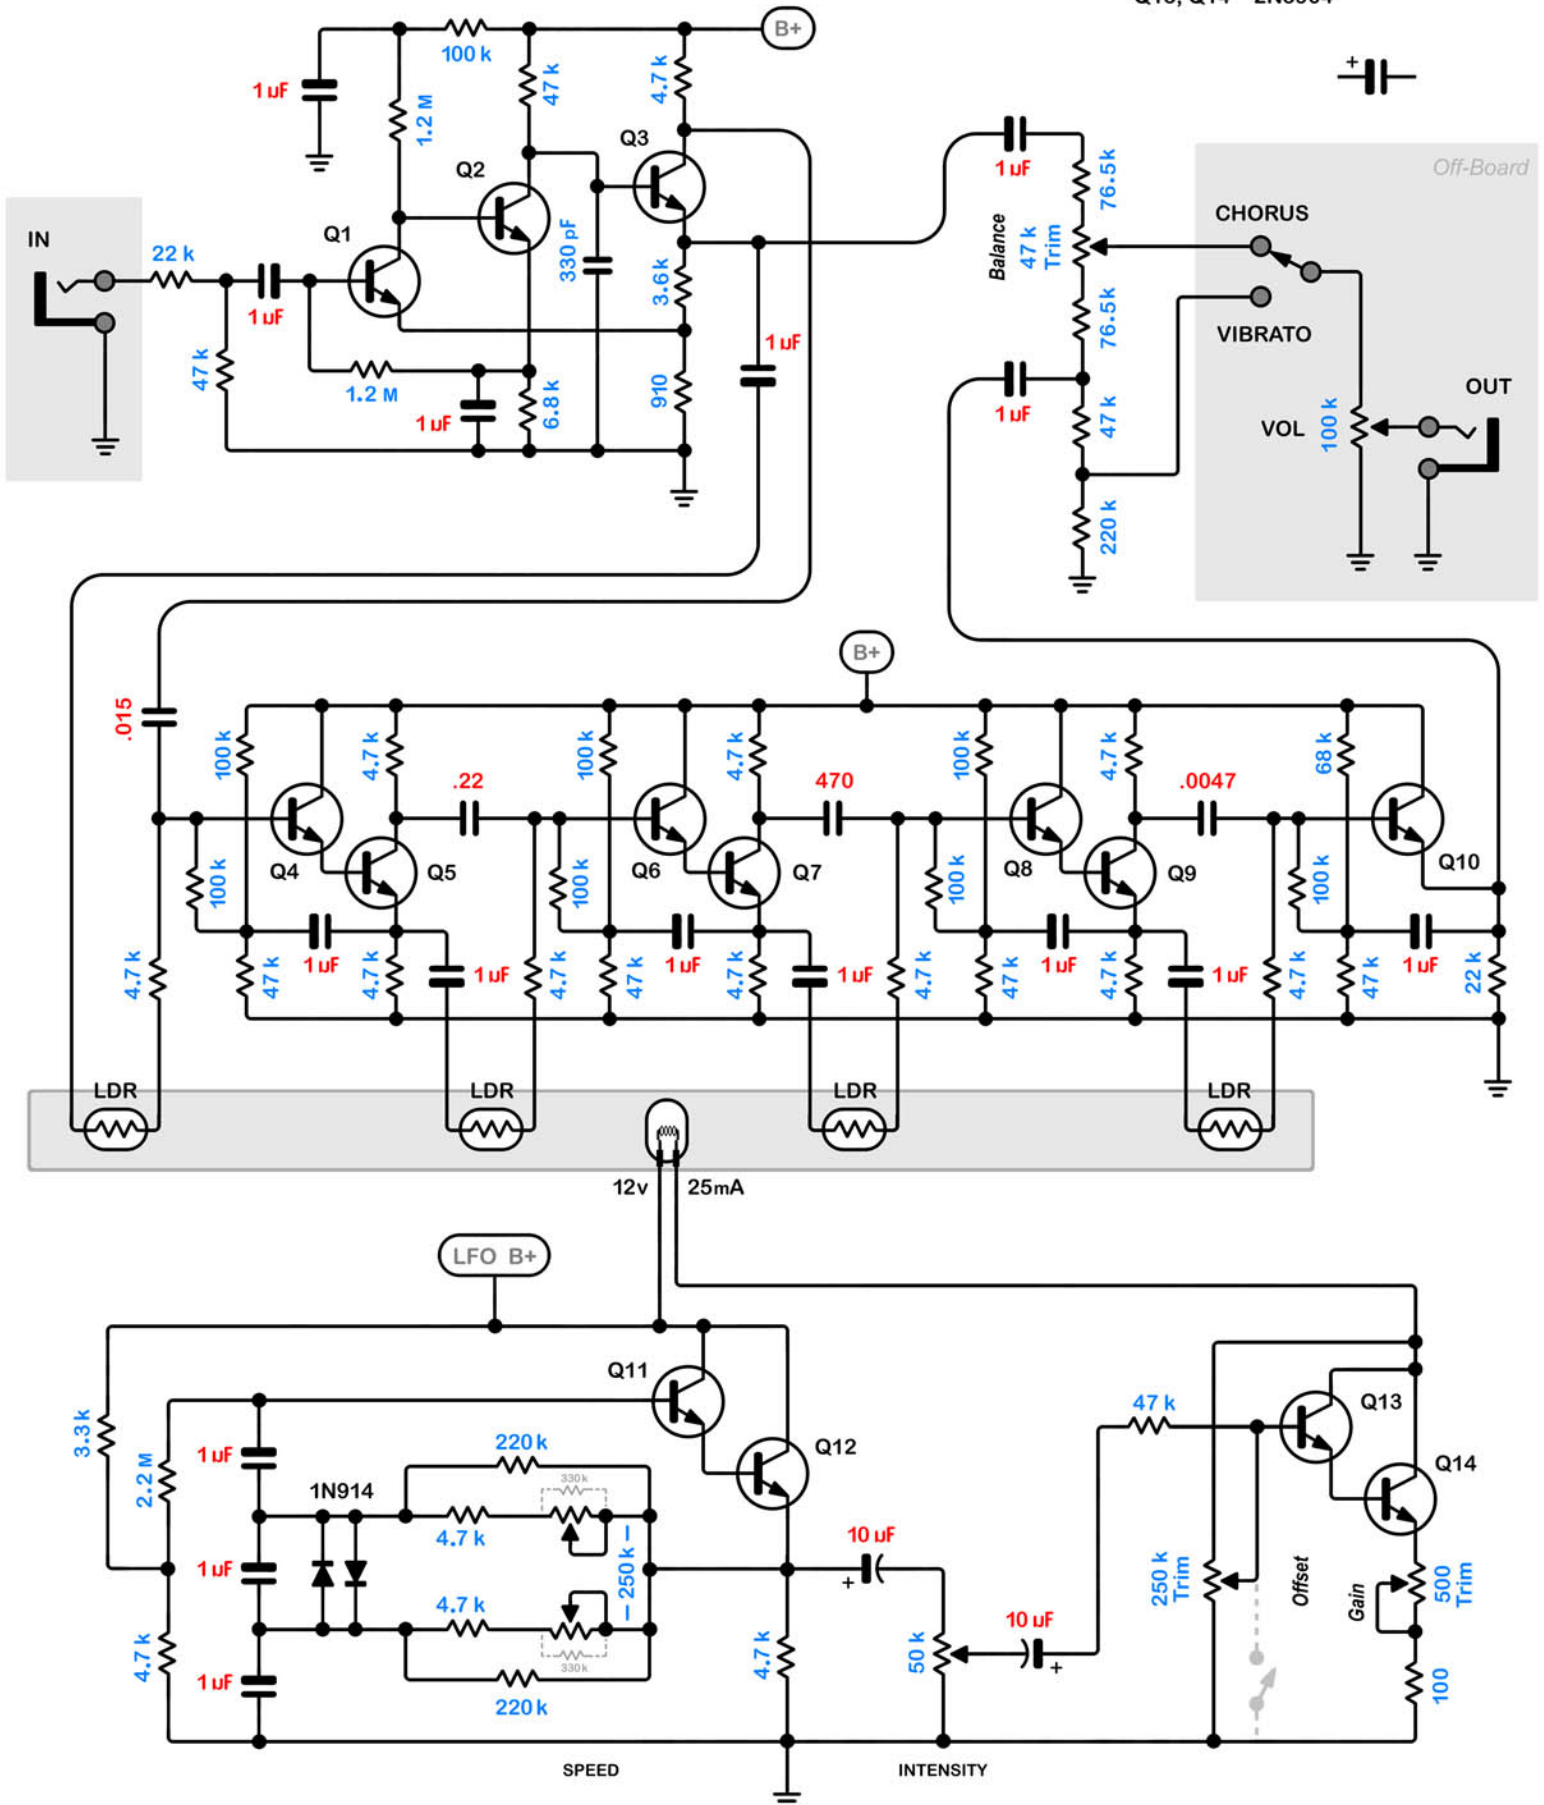 B+
100 k
1 uF
1.2 M
47 k
4.7 k
Q3
Q2
Q1
330 pF
3.6 k
910
IN
22 k
1 uF
47 k
1.2 M
1 uF
6.8 k
1 uF
+
1 uF
76.5k
Balance
47 k
Trim
76.5k
1 uF
47 k
220 k
Off-Board
CHORUS
VIBRATO
OUT
VOL
100 k
B+
.015
100 k
4.7 k
.22
100 k
4.7 k
470
100 k
4.7 k
.0047
68 k
Q4
Q5
Q6
Q7
Q8
Q9
Q10
100 k
100 k
100 k
100 k
4.7 k
47 k
1 uF
4.7 k
1 uF
4.7 k
47 k
1 uF
4.7 k
1 uF
4.7 k
47 k
1 uF
4.7 k
1 uF
4.7 k
47 k
1 uF
22 k
LDR
LDR
LDR
LDR
12v
25mA
LFO B+
Q11
Q12
3.3k
2.2 M
1 uF
1N914
220k
330k
4.7 k
1 uF
– 250k –
4.7 k
330k
4.7 k
1 uF
220k
10 uF
+
4.7 k
50 k
10 uF
+
47 k
Q13
Q14
250 k
Trim
Offset
Gain
500
Trim
100
SPEED
INTENSITY